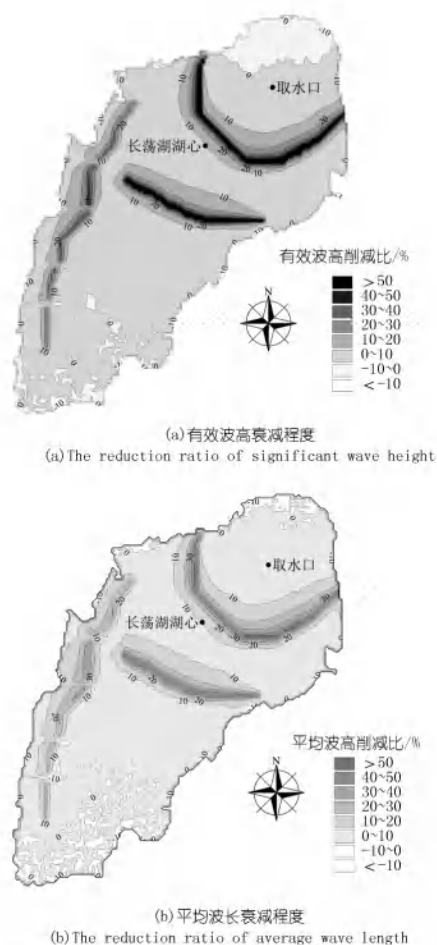 取水口
长荡湖湖心
有效波高削减比/%
N
>50
40~50
30~40
20~30
10~20
0~10
-10~0
<-10
(a)有效波高衰减程度
(a)The reduction ratio of significant wave height
取水口
长荡湖湖心
平均波高削减比/%
N
>50
40~50
30~40
20~30
10~20
0~10
-10~0
<-10
(b)平均波长衰减程度
(b)The reduction ratio of average wave length